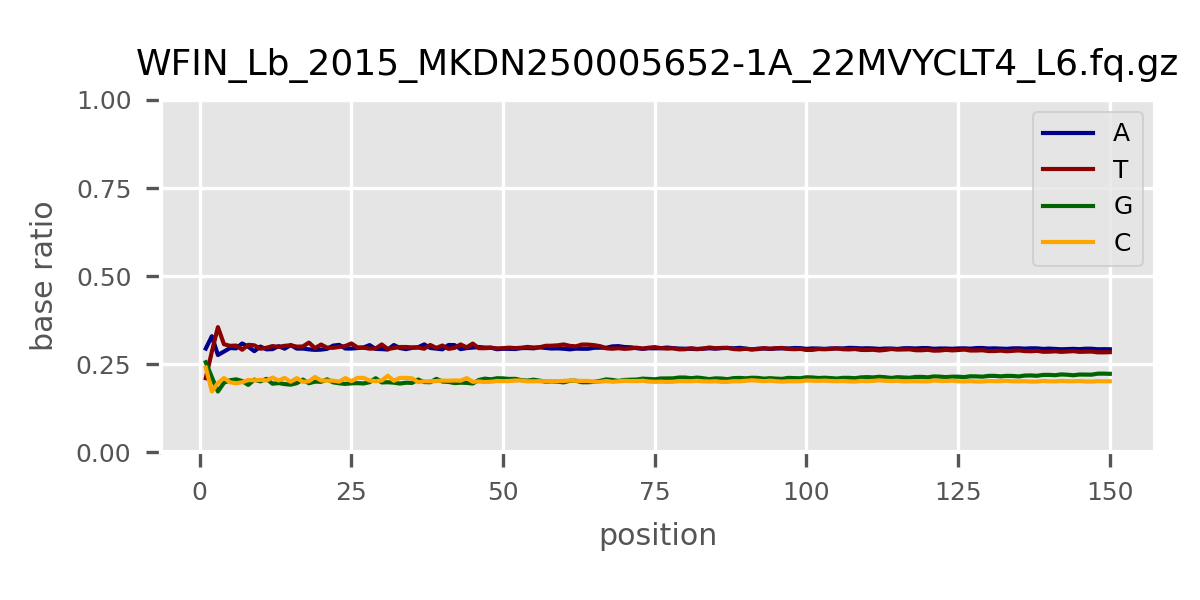 WFIN_Lb_2015_MKDN250005652-1A_22MVYCLT4_L6.fq.gz
1.00
0.75
0.50
0.25
0.00
base ratio
A
T
G
C
0 25 50 75 100 125 150
position